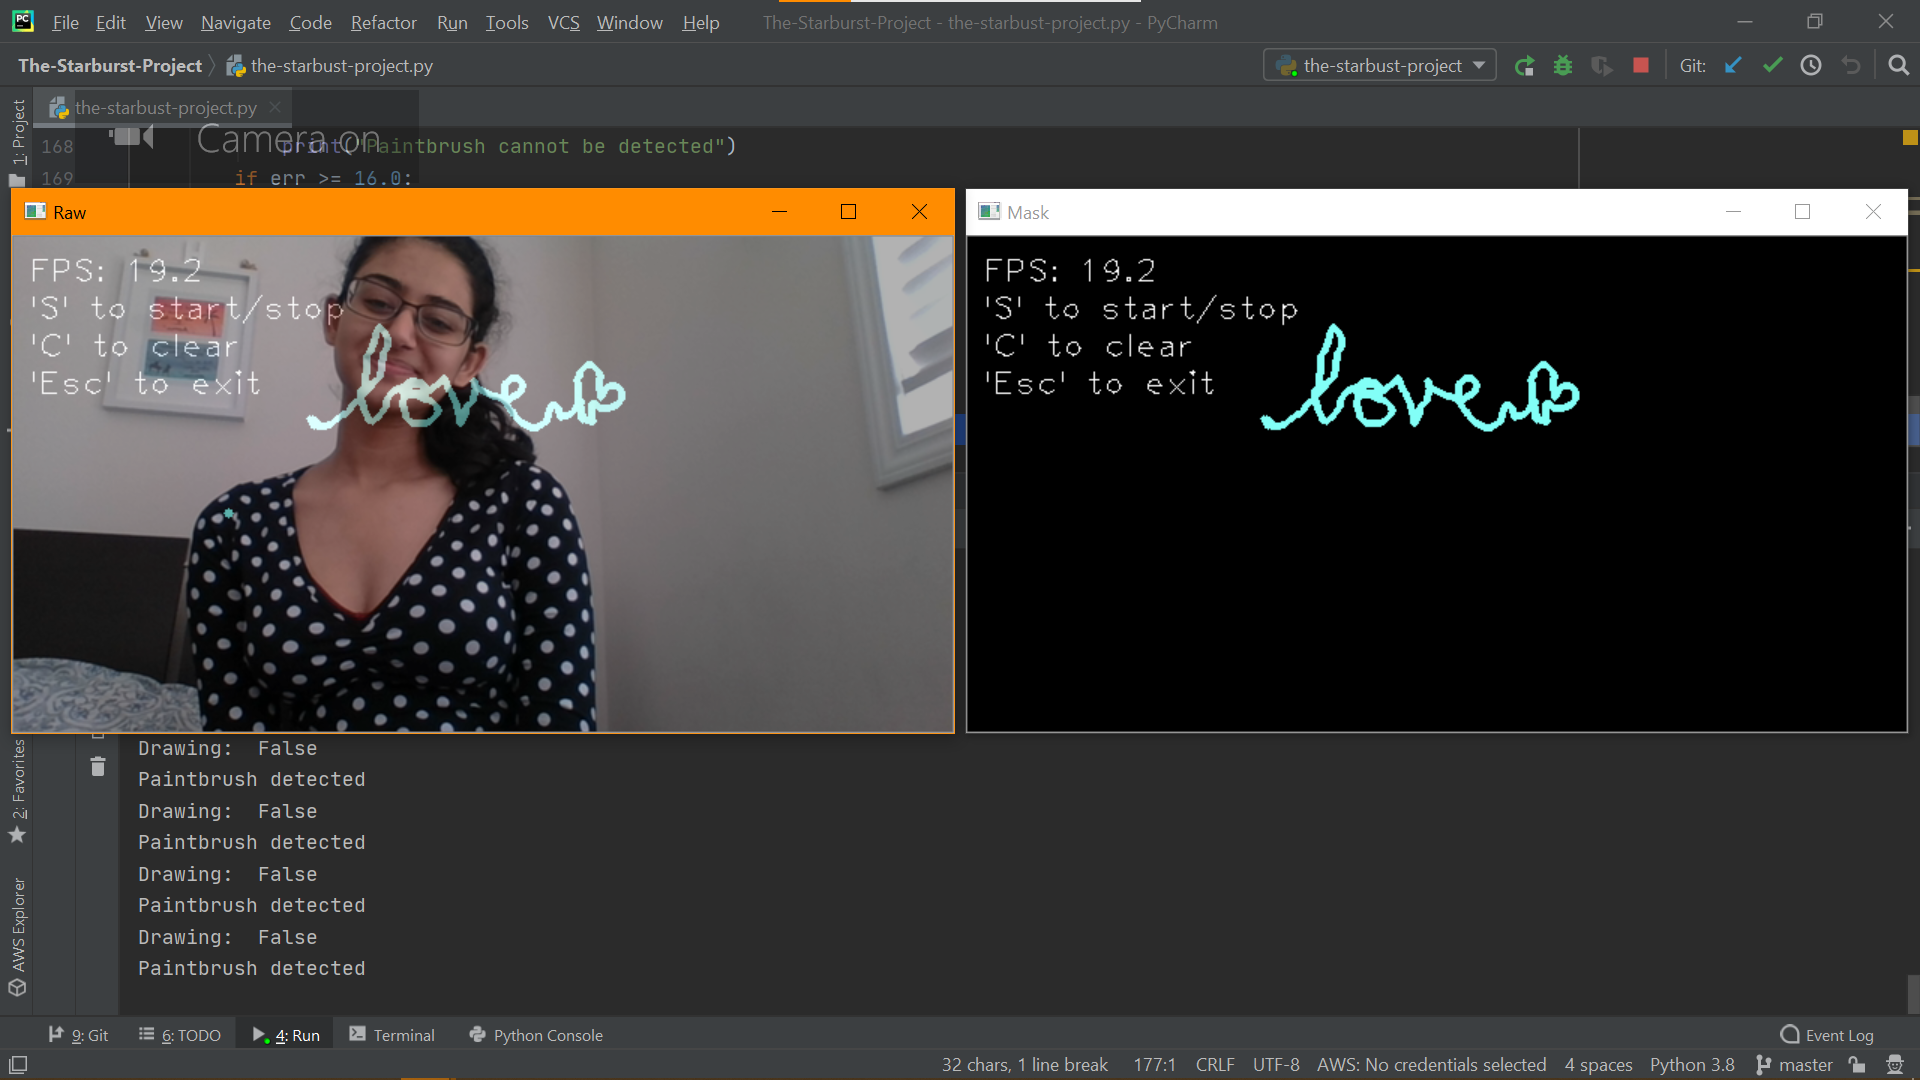 File Edit View Navigate Code Refactor Run Tools VCS Window Help The-Starburst-Project - the-starbust-project.py - PyCharm
The-Starburst-Project the-starbust-project.py the-starbust-project Git:
1: Project
the-starbust-project.py
Camera on
168 print("Paintbrush cannot be detected")
169 if err >= 16.0:
Raw
FPS: 19.2
'S' to start/stop
'C' to clear
'Esc' to exit
love
Mask
FPS: 19.2
'S' to start/stop
'C' to clear
'Esc' to exit
love
2: Favorites
AWS Explorer
Drawing: False
Paintbrush detected
Drawing: False
Paintbrush detected
Drawing: False
Paintbrush detected
Drawing: False
Paintbrush detected
9: Git 6: TODO 4: Run Terminal Python Console Event Log
32 chars, 1 line break 177:1 CRLF UTF-8 AWS: No credentials selected 4 spaces Python 3.8 master